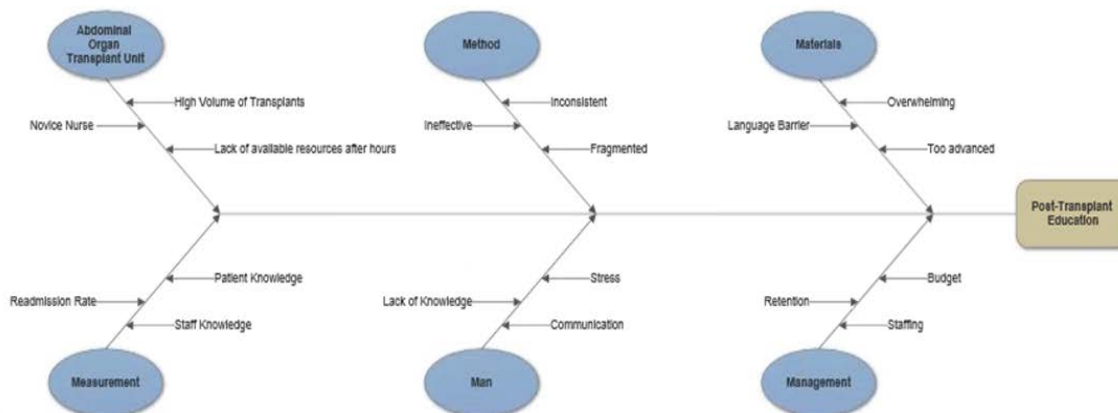 Abdominal
Organ
Transplant Unit
Method
Materials
High Volume of Transplants
Novice Nurse
Lack of available resources after hours
Inconsistent
Ineffective
Fragmented
Overwhelming
Language Barrier
Too advanced
Post-Transplant
Education
Patient Knowledge
Readmission Rate
Staff Knowledge
Stress
Lack of Knowledge
Communication
Budget
Retention
Staffing
Measurement
Man
Management